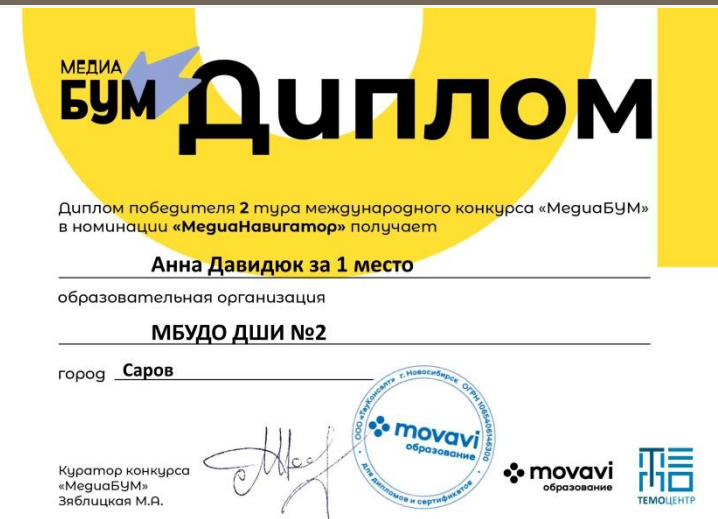 МЕДИА
БУМ
Диплом
Диплом победителя 2 тура международного конкурса «МедиаБУМ»
в номинации «МедиаНавигатор» получает
Анна Давидюк за 1 место
образовательная организация
МБУДО ДШИ №2
город Саров
ООО «ТауКонсалт» г. Новосибирск ОГРН 1065406146300
movavi
образование
для дипломов и сертификатов
Куратор конкурса
«МедиаБУМ»
Зяблицкая М.А.
movavi
образование
ТЕМОЦЕНТР